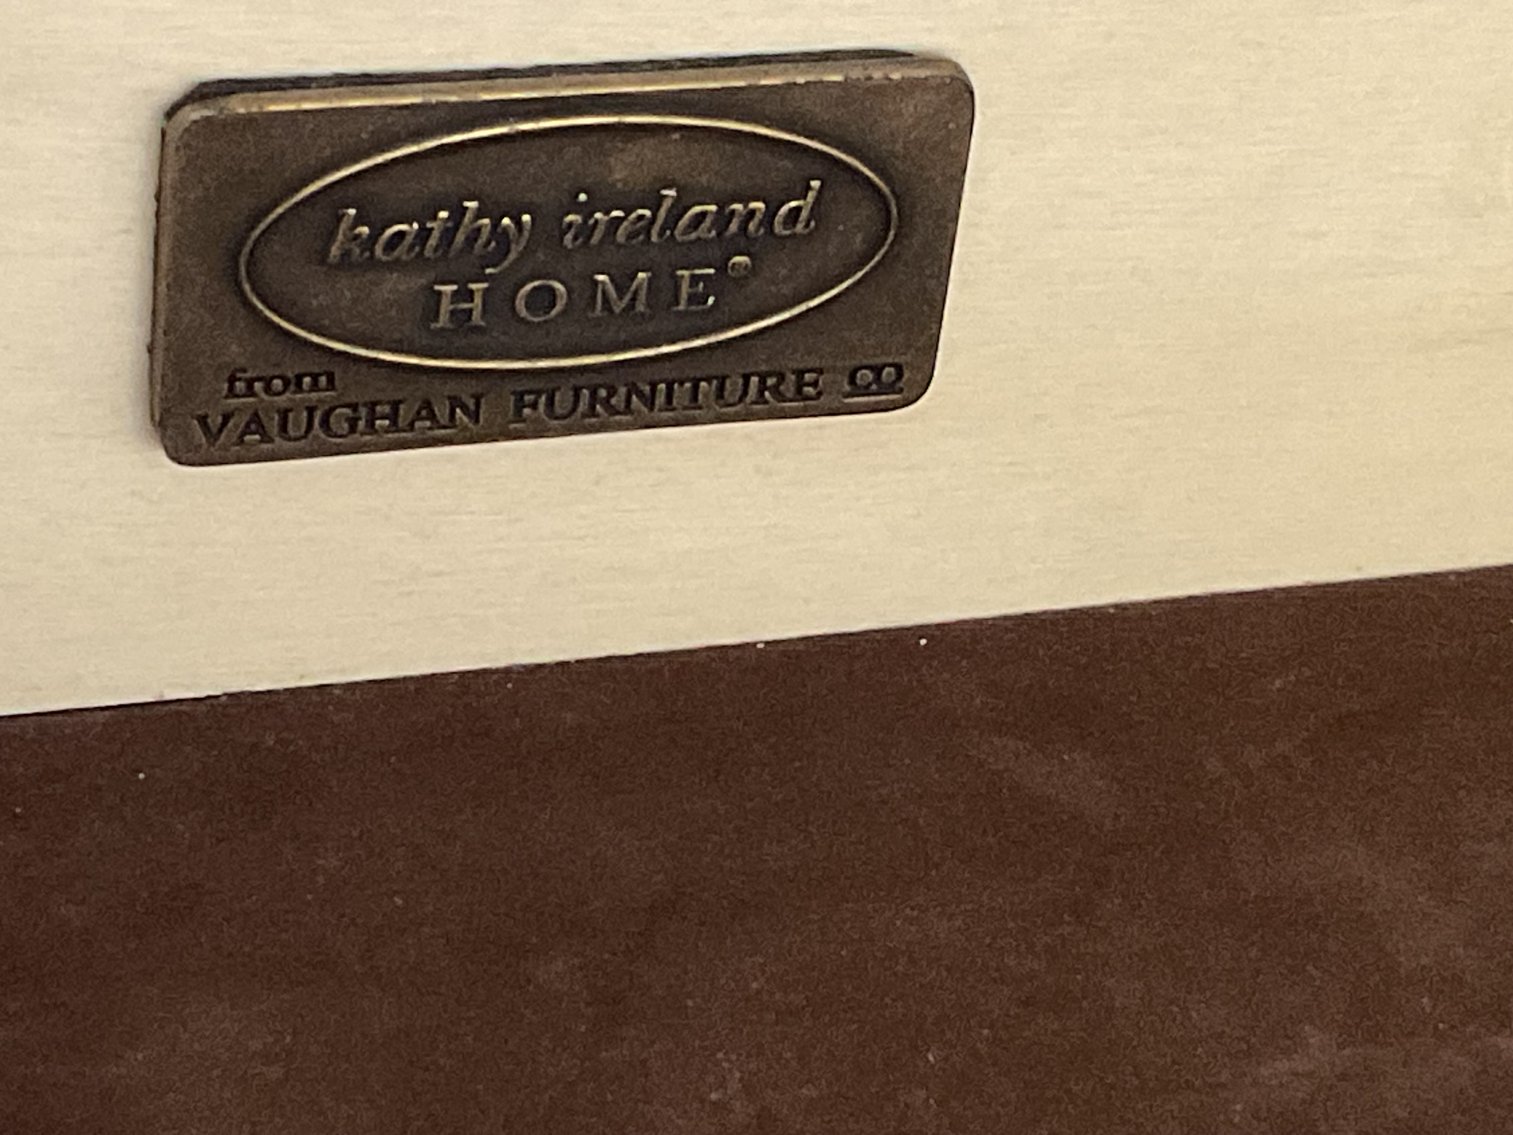 kathy ireland
HOME®
from
VAUGHAN FURNITURE CO